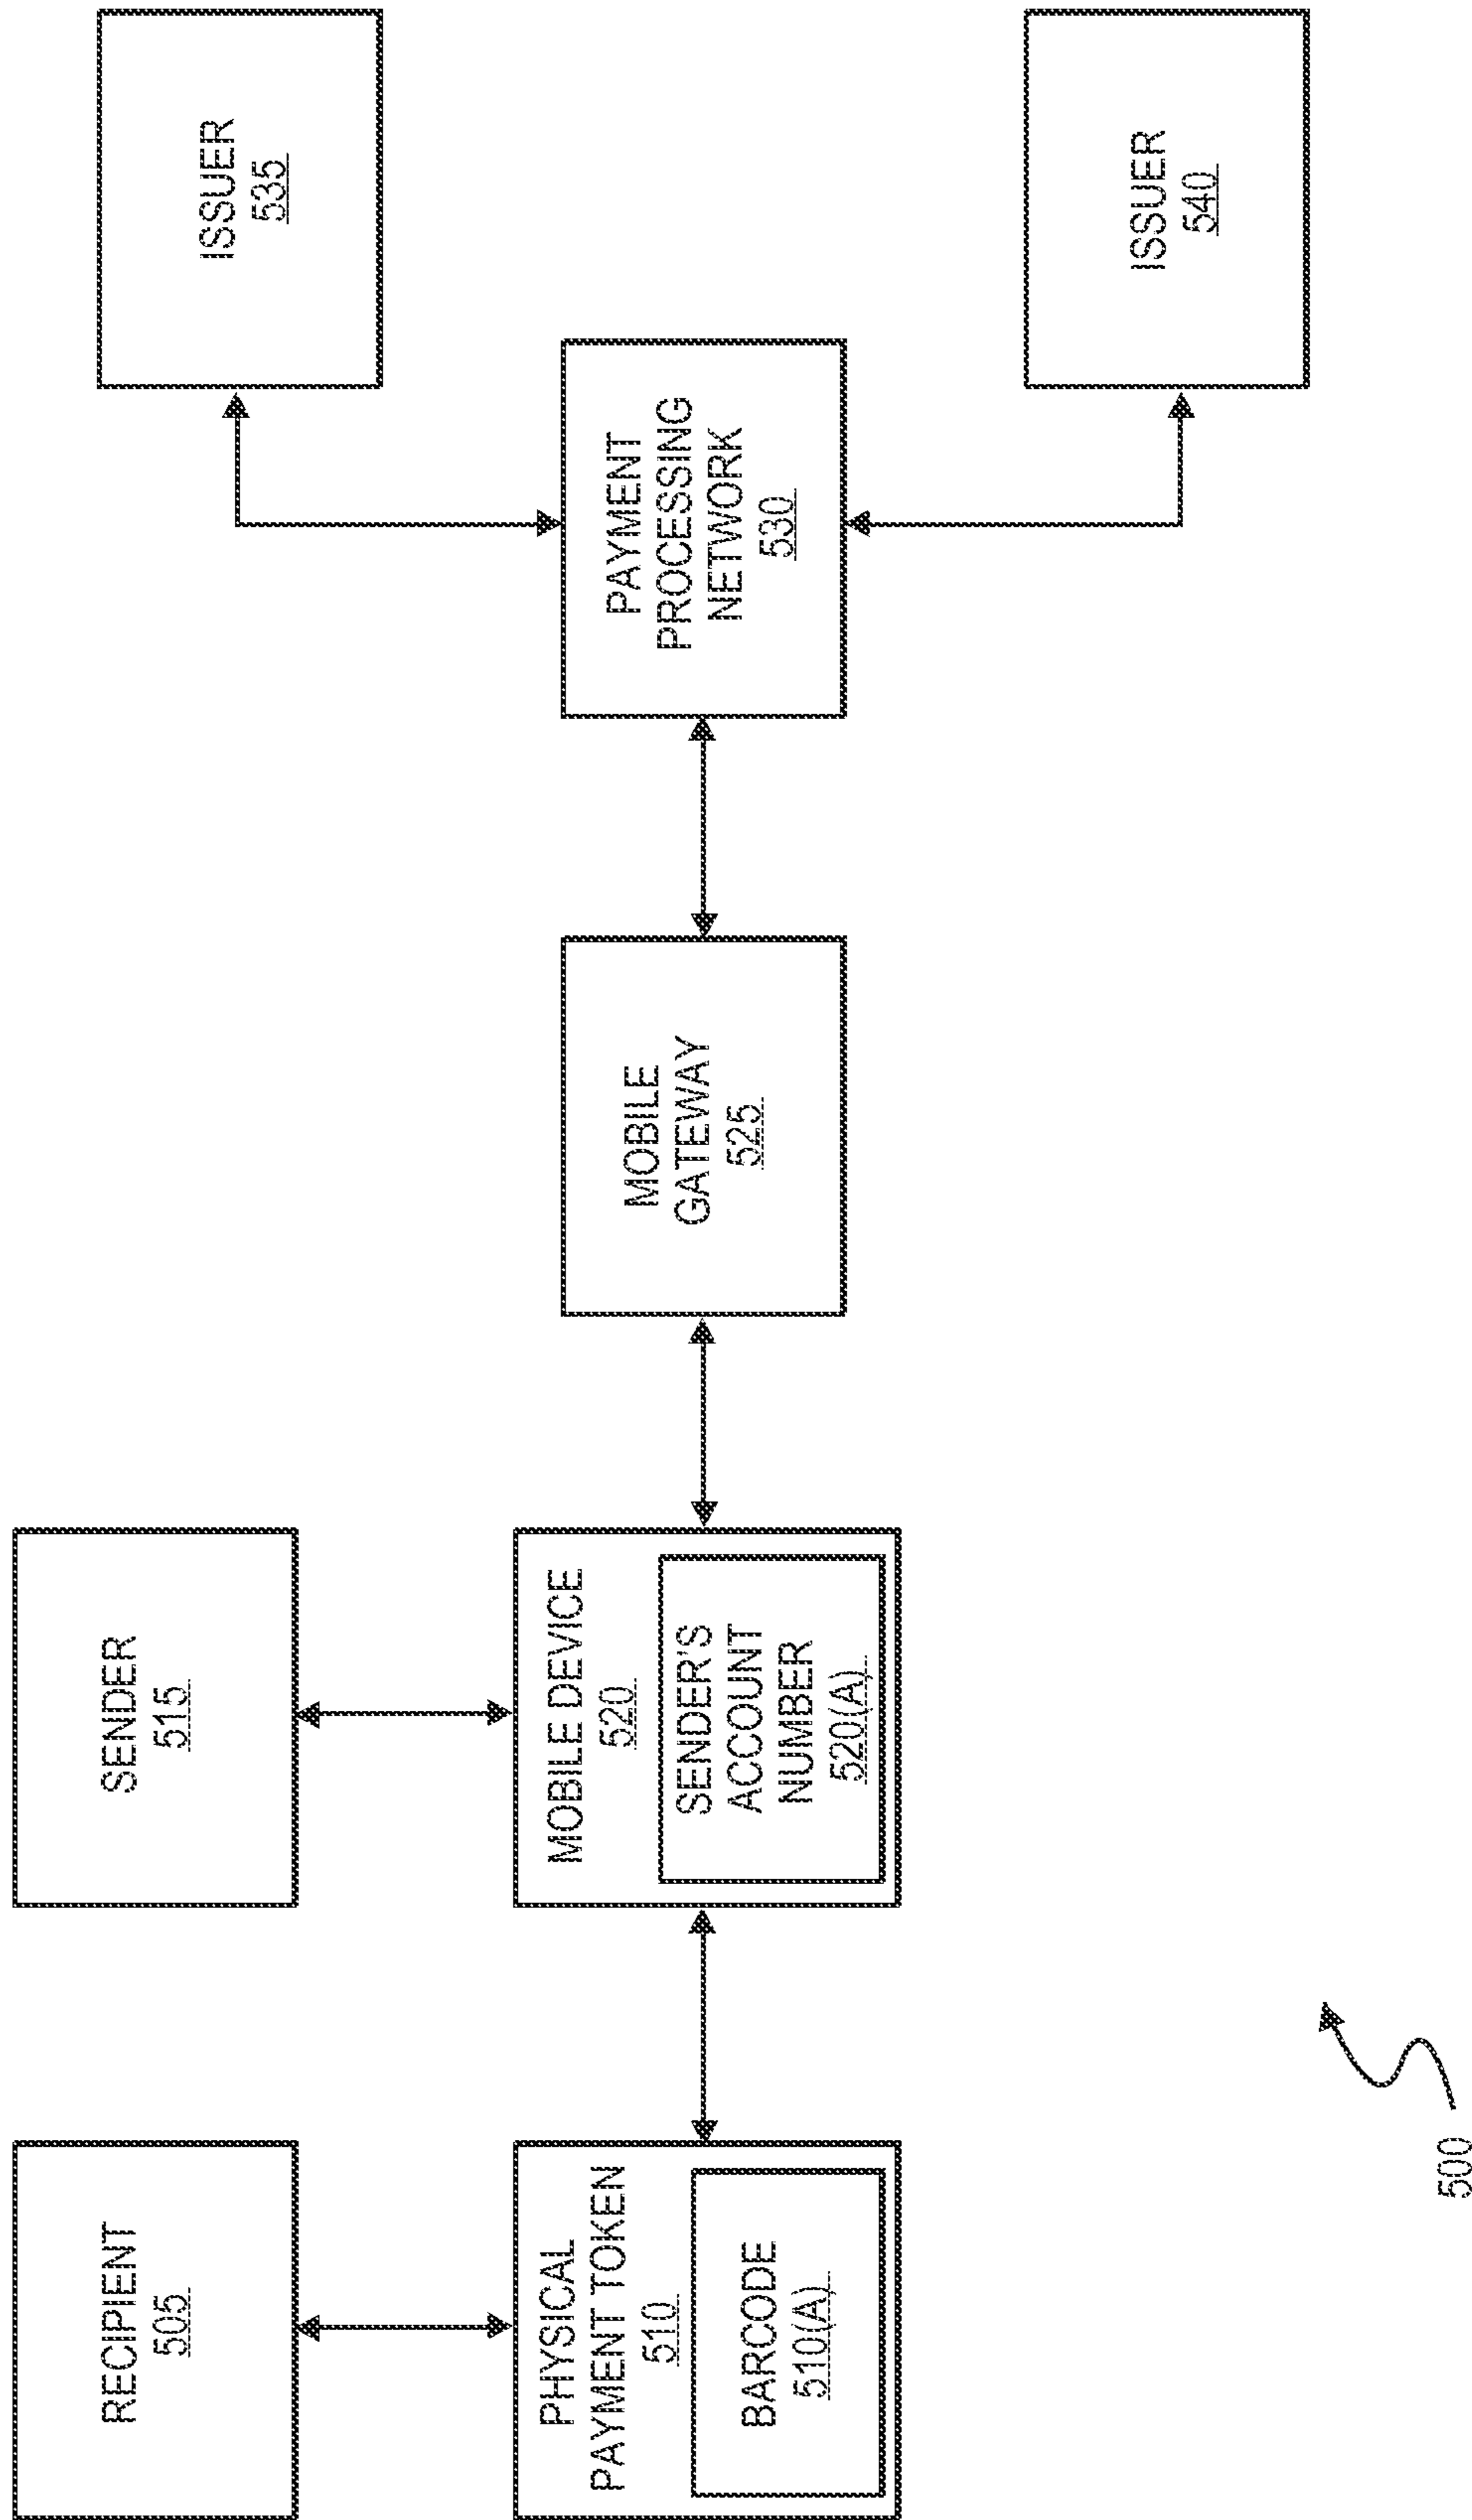 RECIPIENT
505
PHYSICAL
PAYMENT TOKEN
510
BARCODE
510(A)
SENDER
515
MOBILE DEVICE
520
SENDER'S
ACCOUNT
NUMBER
520(A)
MOBILE
GATEWAY
525
PAYMENT
PROCESSING
NETWORK
530
ISSUER
535
ISSUER
540
500